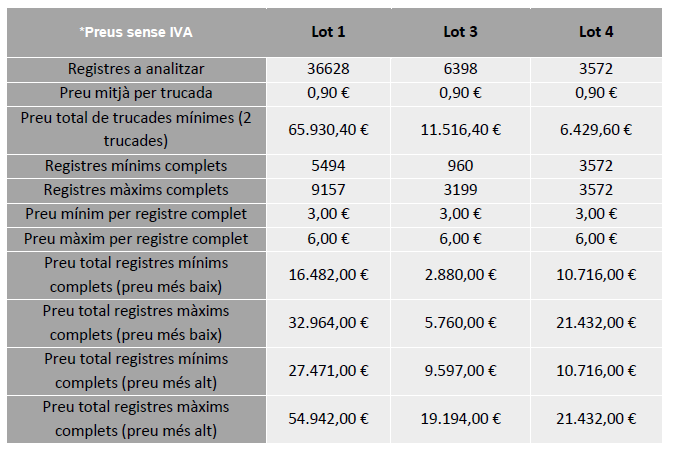 *Preus sense IVA Lot 1 Lot 3 Lot 4
Registres a analitzar 36628 6398 3572
Preu mitjà per trucada 0,90 € 0,90 € 0,90 €
Preu total de trucades mínimes (2
trucades) 65.930,40 € 11.516,40 € 6.429,60 €
Registres mínims complets 5494 960 3572
Registres màxims complets 9157 3199 3572
Preu mínim per registre complet 3,00 € 3,00 € 3,00 €
Preu màxim per registre complet 6,00 € 6,00 € 6,00 €
Preu total registres mínims
complets (preu més baix) 16.482,00 € 2.880,00 € 10.716,00 €
Preu total registres màxims
complets (preu més baix) 32.964,00 € 5.760,00 € 21.432,00 €
Preu total registres mínims
complets (preu més alt) 27.471,00 € 9.597,00 € 10.716,00 €
Preu total registres màxims
complets (preu més alt) 54.942,00 € 19.194,00 € 21.432,00 €